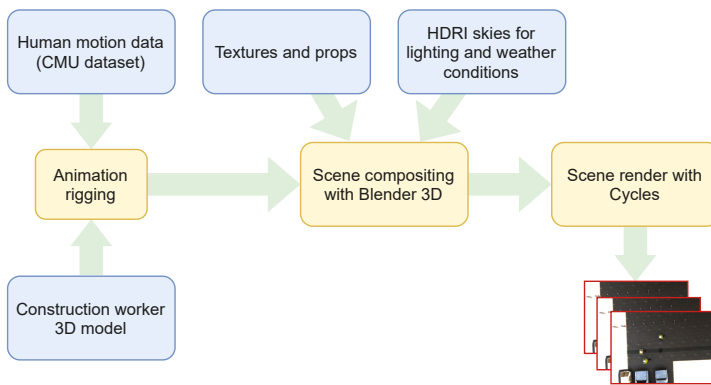 Human motion data
(CMU dataset)
Textures and props
HDRI skies for
lighting and weather
conditions
Animation
rigging
Scene compositing
with Blender 3D
Scene render with
Cycles
Construction worker
3D model